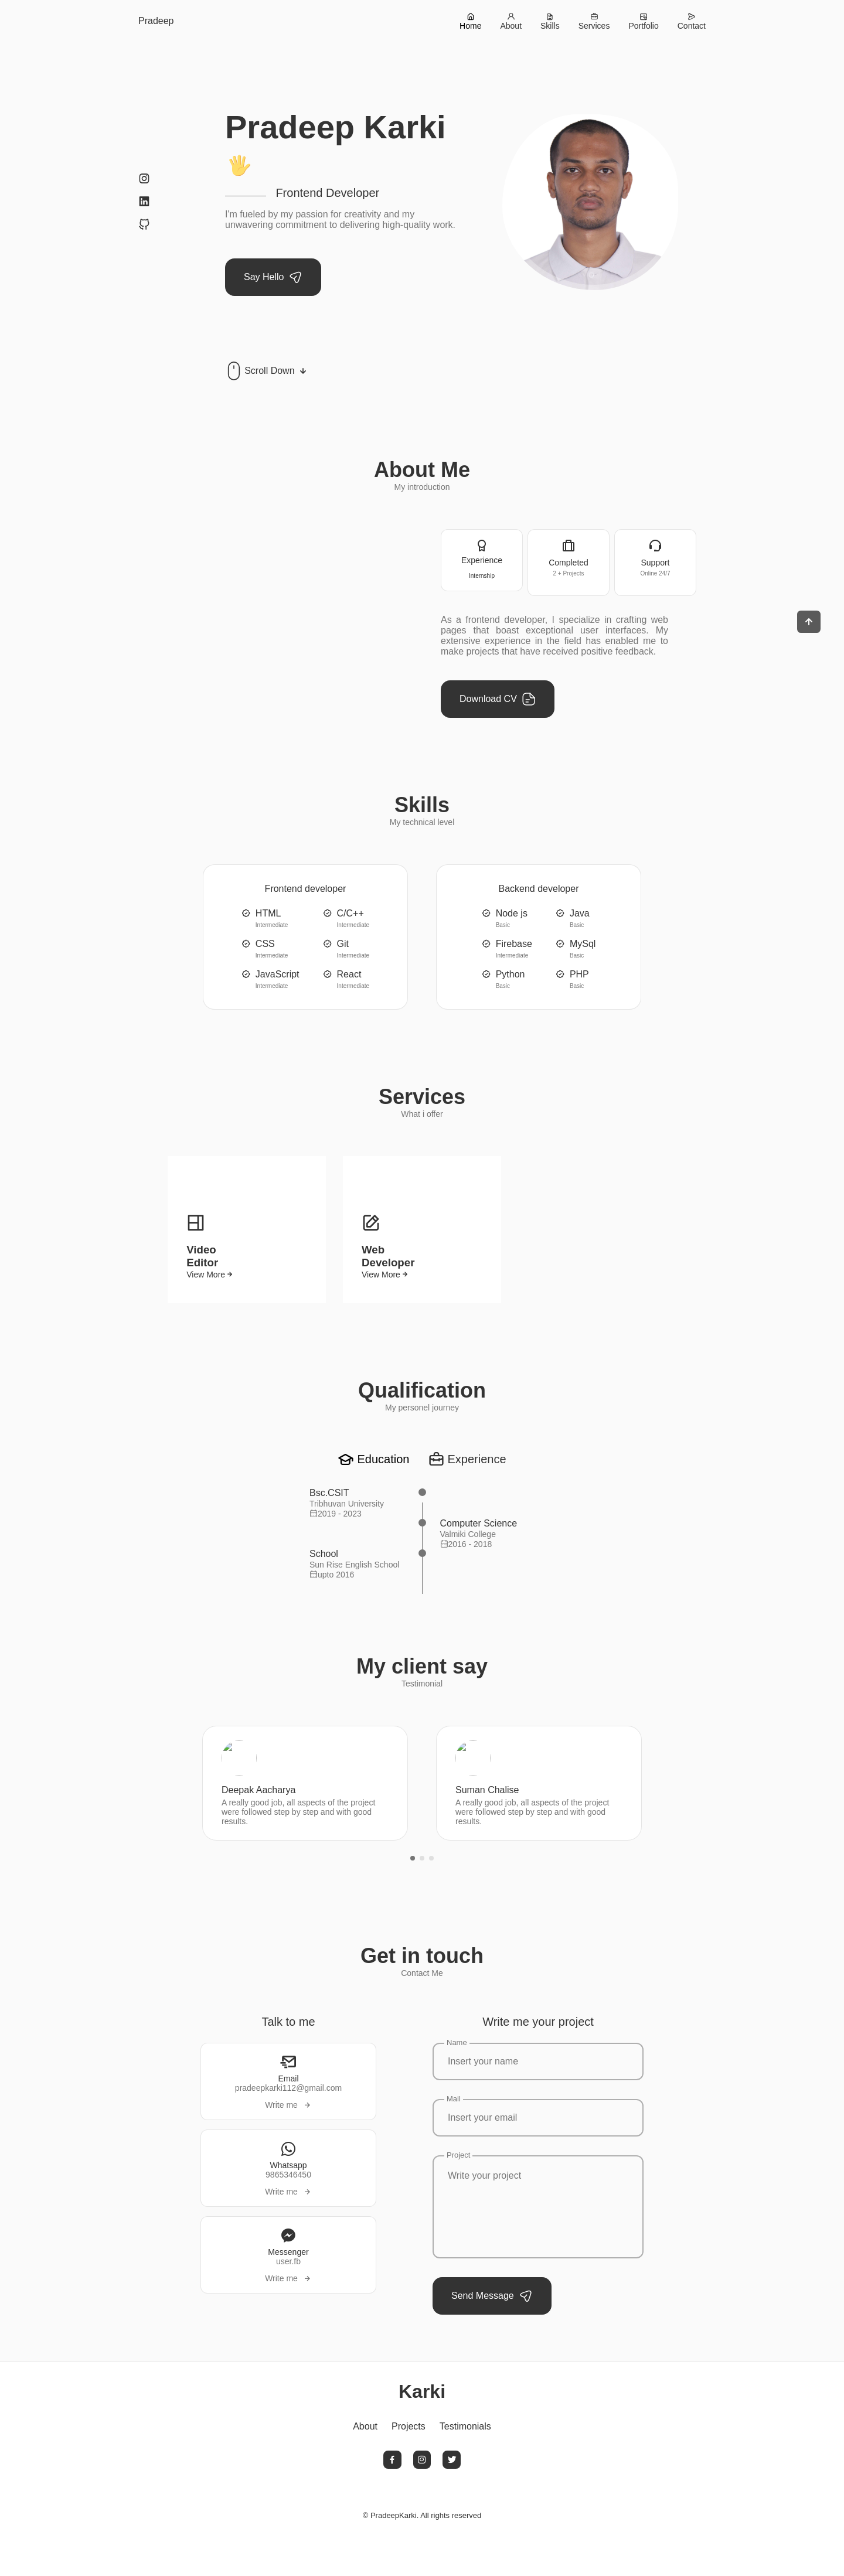 Pradeep
Home About Skills Services Portfolio Contact
Pradeep Karki
Frontend Developer
I'm fueled by my passion for creativity and my
unwavering commitment to delivering high-quality work.
Say Hello
Scroll Down
About Me
My introduction
Experience
Internship
Completed
2 + Projects
Support
Online 24/7
As a frontend developer, I specialize in crafting web
pages that boast exceptional user interfaces. My
extensive experience in the field has enabled me to
make projects that have received positive feedback.
Download CV
Skills
My technical level
Frontend developer
HTML
Intermediate
CSS
Intermediate
JavaScript
Intermediate
C/C++
Intermediate
Git
Intermediate
React
Intermediate
Backend developer
Node js
Basic
Firebase
Intermediate
Python
Basic
Java
Basic
MySql
Basic
PHP
Basic
Services
What i offer
Video
Editor
View More
Web
Developer
View More
Qualification
My personel journey
Education
Experience
Bsc.CSIT
Tribhuvan University
2019 - 2023
Computer Science
Valmiki College
2016 - 2018
School
Sun Rise English School
upto 2016
My client say
Testimonial
Deepak Aacharya
A really good job, all aspects of the project
were followed step by step and with good
results.
Suman Chalise
A really good job, all aspects of the project
were followed step by step and with good
results.
Get in touch
Contact Me
Talk to me
Email
pradeepkarki112@gmail.com
Write me
Whatsapp
9865346450
Write me
Messenger
user.fb
Write me
Write me your project
Name
Insert your name
Mail
Insert your email
Project
Write your project
Send Message
Karki
About Projects Testimonials
© PradeepKarki. All rights reserved